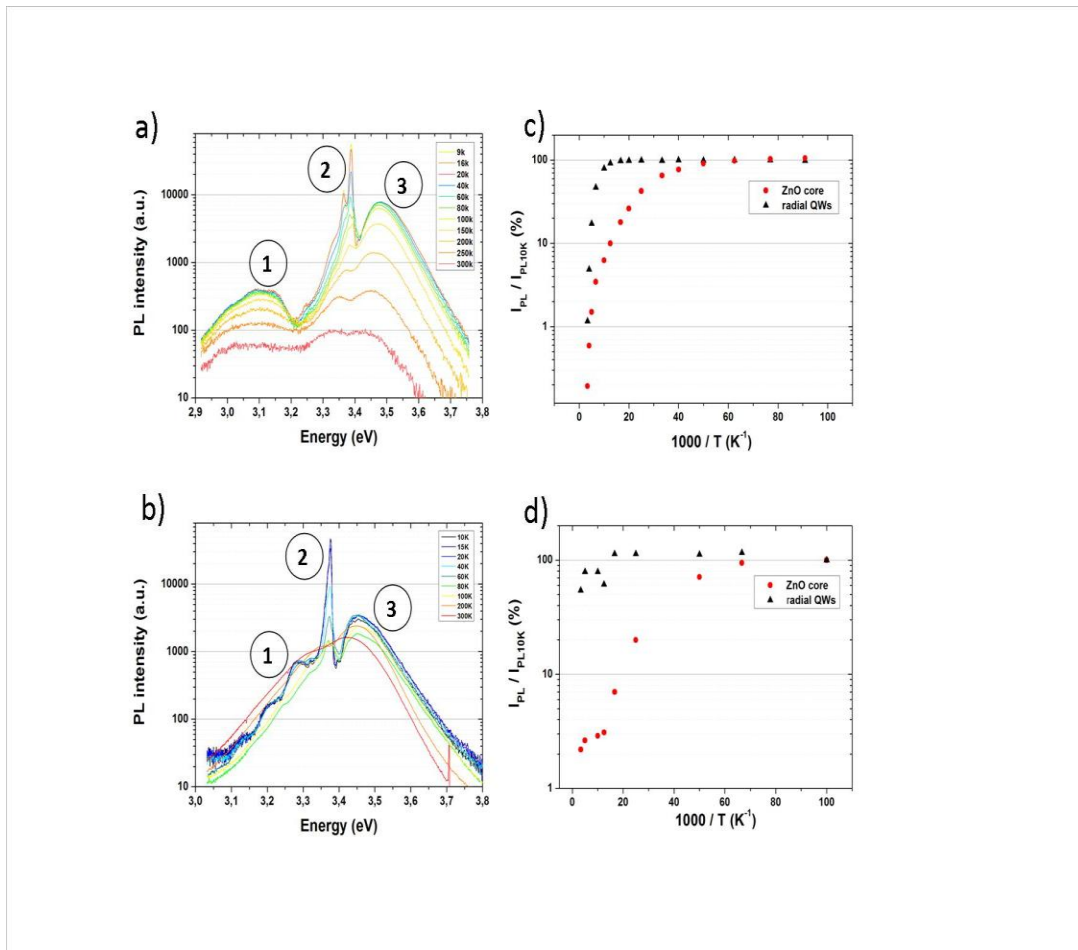 a)
1
2
3
PL intensity (a.u.)
10000
1000
100
10
2,9 3,0 3,1 3,2 3,3 3,4 3,5 3,6 3,7 3,8
Energy (eV)
9k
16k
20k
40k
60k
80k
100k
150k
200k
250k
300k
c)
I_PL / I_PL10K (%)
100
10
1
0 20 40 60 80 100
1000 / T (K⁻¹)
ZnO core
radial QWs
b)
1
2
3
PL intensity (a.u.)
10000
1000
100
10
3,0 3,1 3,2 3,3 3,4 3,5 3,6 3,7 3,8
Energy (eV)
10K
15K
20K
40K
60K
80K
100K
200K
300K
d)
I_PL / I_PL10K (%)
100
10
1
0 20 40 60 80 100
1000 / T (K⁻¹)
ZnO core
radial QWs